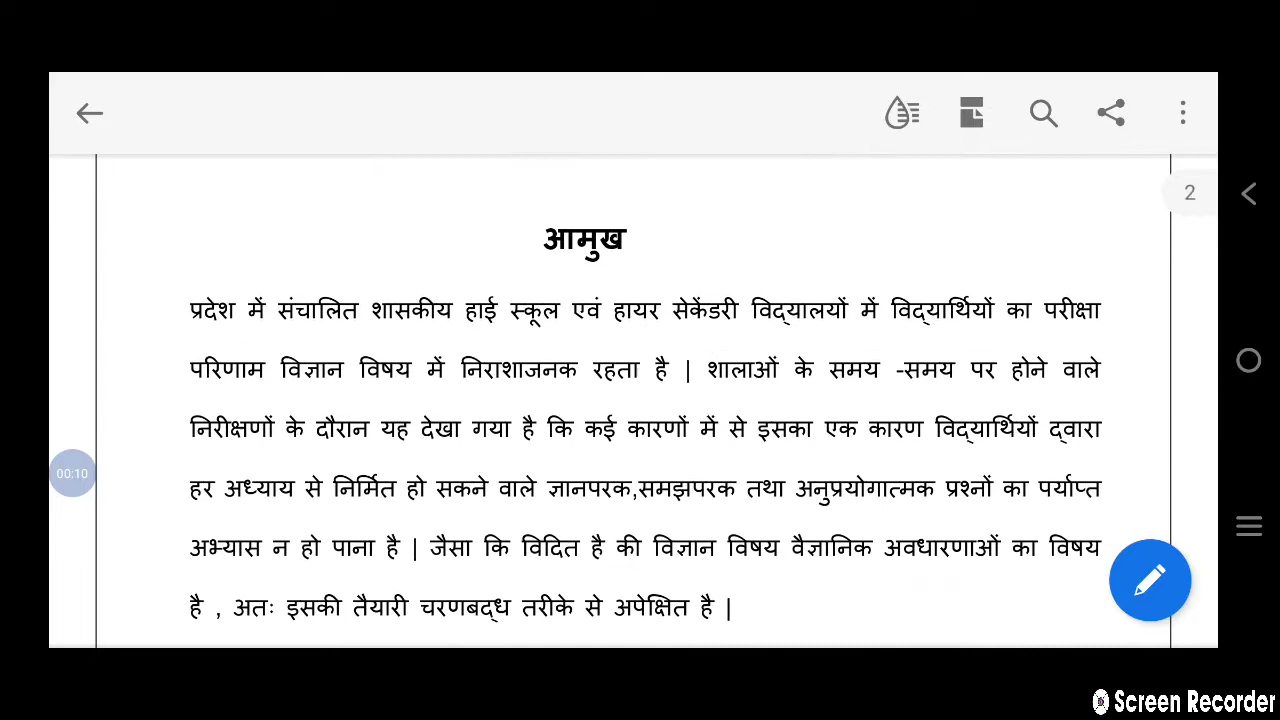 2
आमुख
प्रदेश में संचालित शासकीय हाई स्कूल एवं हायर सेकेंडरी विद्यालयों में विद्यार्थियों का परीक्षा
परिणाम विज्ञान विषय में निराशाजनक रहता है | शालाओं के समय -समय पर होने वाले
निरीक्षणों के दौरान यह देखा गया है कि कई कारणों में से इसका एक कारण विद्यार्थियों द्वारा
हर अध्याय से निर्मित हो सकने वाले ज्ञानपरक,समझपरक तथा अनुप्रयोगात्मक प्रश्नों का पर्याप्त
अभ्यास न हो पाना है | जैसा कि विदित है की विज्ञान विषय वैज्ञानिक अवधारणाओं का विषय
है , अतः इसकी तैयारी चरणबद्ध तरीके से अपेक्षित है |
00:10
Screen Recorder